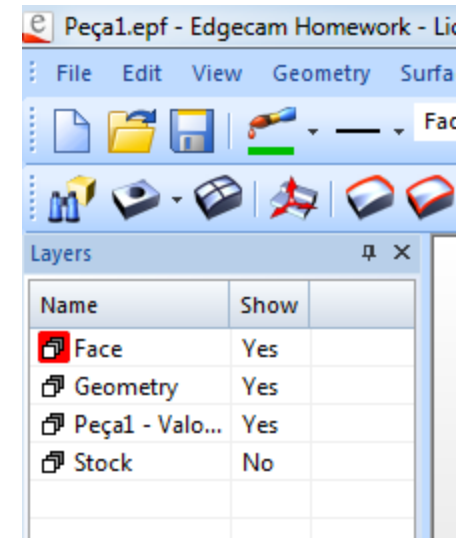 Peça1.epf - Edgecam Homework - Lic
File Edit View Geometry Surfa
Fac
Layers
Name Show
Face Yes
Geometry Yes
Peça1 - Valo... Yes
Stock No